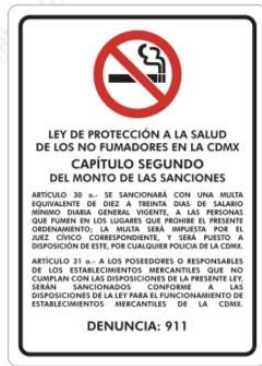 LEY DE PROTECCIÓN A LA SALUD
DE LOS NO FUMADORES EN LA CDMX
CAPÍTULO SEGUNDO
DEL MONTO DE LAS SANCIONES
ARTÍCULO 30 o.- SE SANCIONARÁ CON UNA MULTA
EQUIVALENTE DE DIEZ A TREINTA DIAS DE SALARIO
MÍNIMO DIARIA GENERAL VIGENTE, A LAS PERSONAS
QUE FUMEN EN LOS LUGARES QUE PROHIBE EL PRESENTE
ORDENAMIENTO; LA MULTA SERÁ IMPUESTA POR EL
JUEZ CÍVICO CORRESPONDIENTE, Y SERÁ PUESTO A
DISPOSICIÓN DE ESTE, POR CUALQUIER POLICIA DE LA CDMX.
ARTÍCULO 31 o.- A LOS POSEEDORES O RESPONSABLES
DE LOS ESTABLECIMIENTOS MERCANTILES QUE NO
CUMPLAN CON LAS DISPOSICIONES DE LA PRESENTE LEY,
SERÁN SANCIONADOS CONFORME A LAS
DISPOSICIONES DE LA LEY PARA EL FUNCIONAMIENTO DE
ESTABLECIMIENTOS MERCANTILES DE LA CDMX.
DENUNCIA: 911